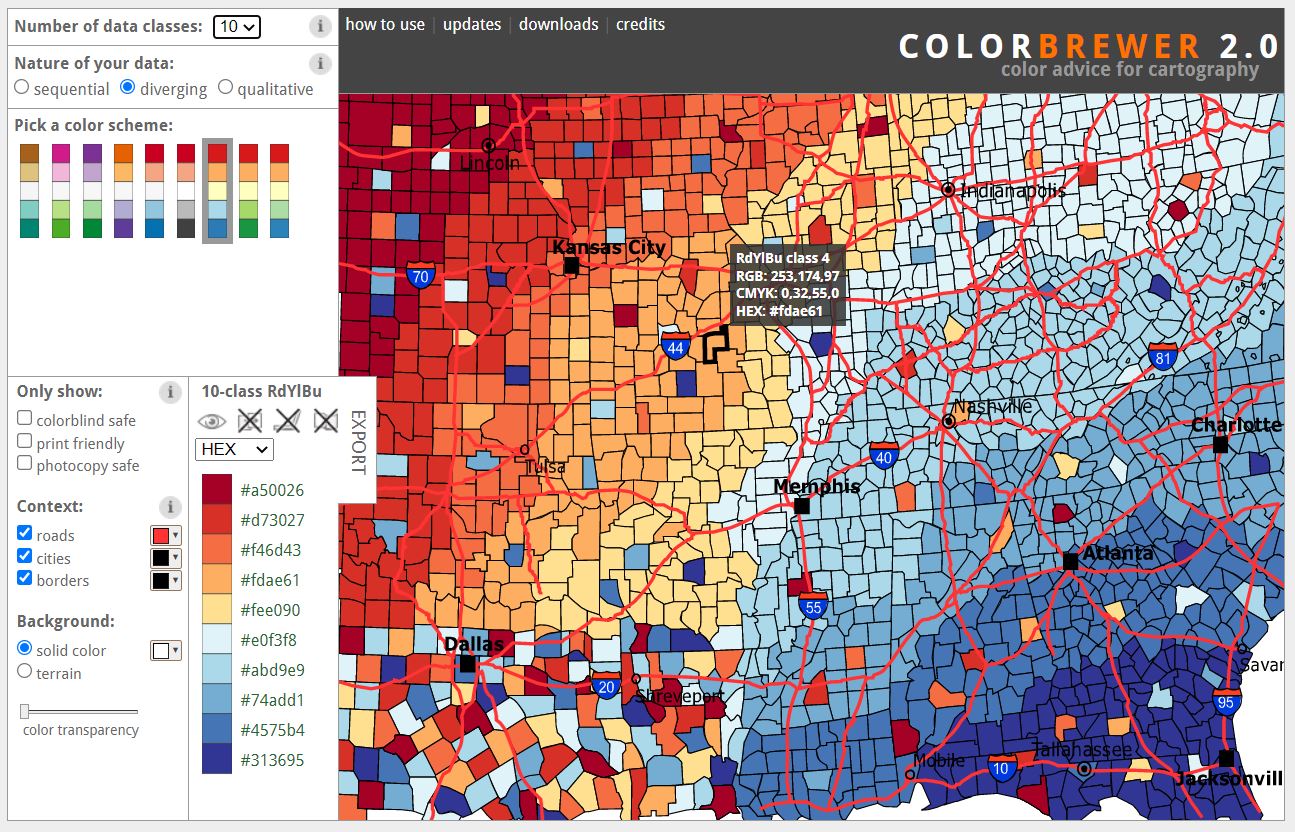 Number of data classes: 10 i
how to use | updates | downloads | credits
COLORBREWER 2.0
color advice for cartography
Nature of your data: i
sequential diverging qualitative
Pick a color scheme:
Only show: i
colorblind safe
print friendly
photocopy safe
Context: i
roads
cities
borders
Background:
solid color
terrain
color transparency
10-class RdYlBu
HEX
EXPORT
#a50026
#d73027
#f46d43
#fdae61
#fee090
#e0f3f8
#abd9e9
#74add1
#4575b4
#313695
Lincoln
Indianapolis
Kansas City
70
RdYlBu class 4
RGB: 253,174,97
CMYK: 0,32,55,0
HEX: #fdae61
44
81
Nashville
Charlotte
40
Tulsa
Memphis
Atlanta
55
Dallas
Savan
20
Shreveport
95
Tallahassee
Mobile
10
Jacksonvill